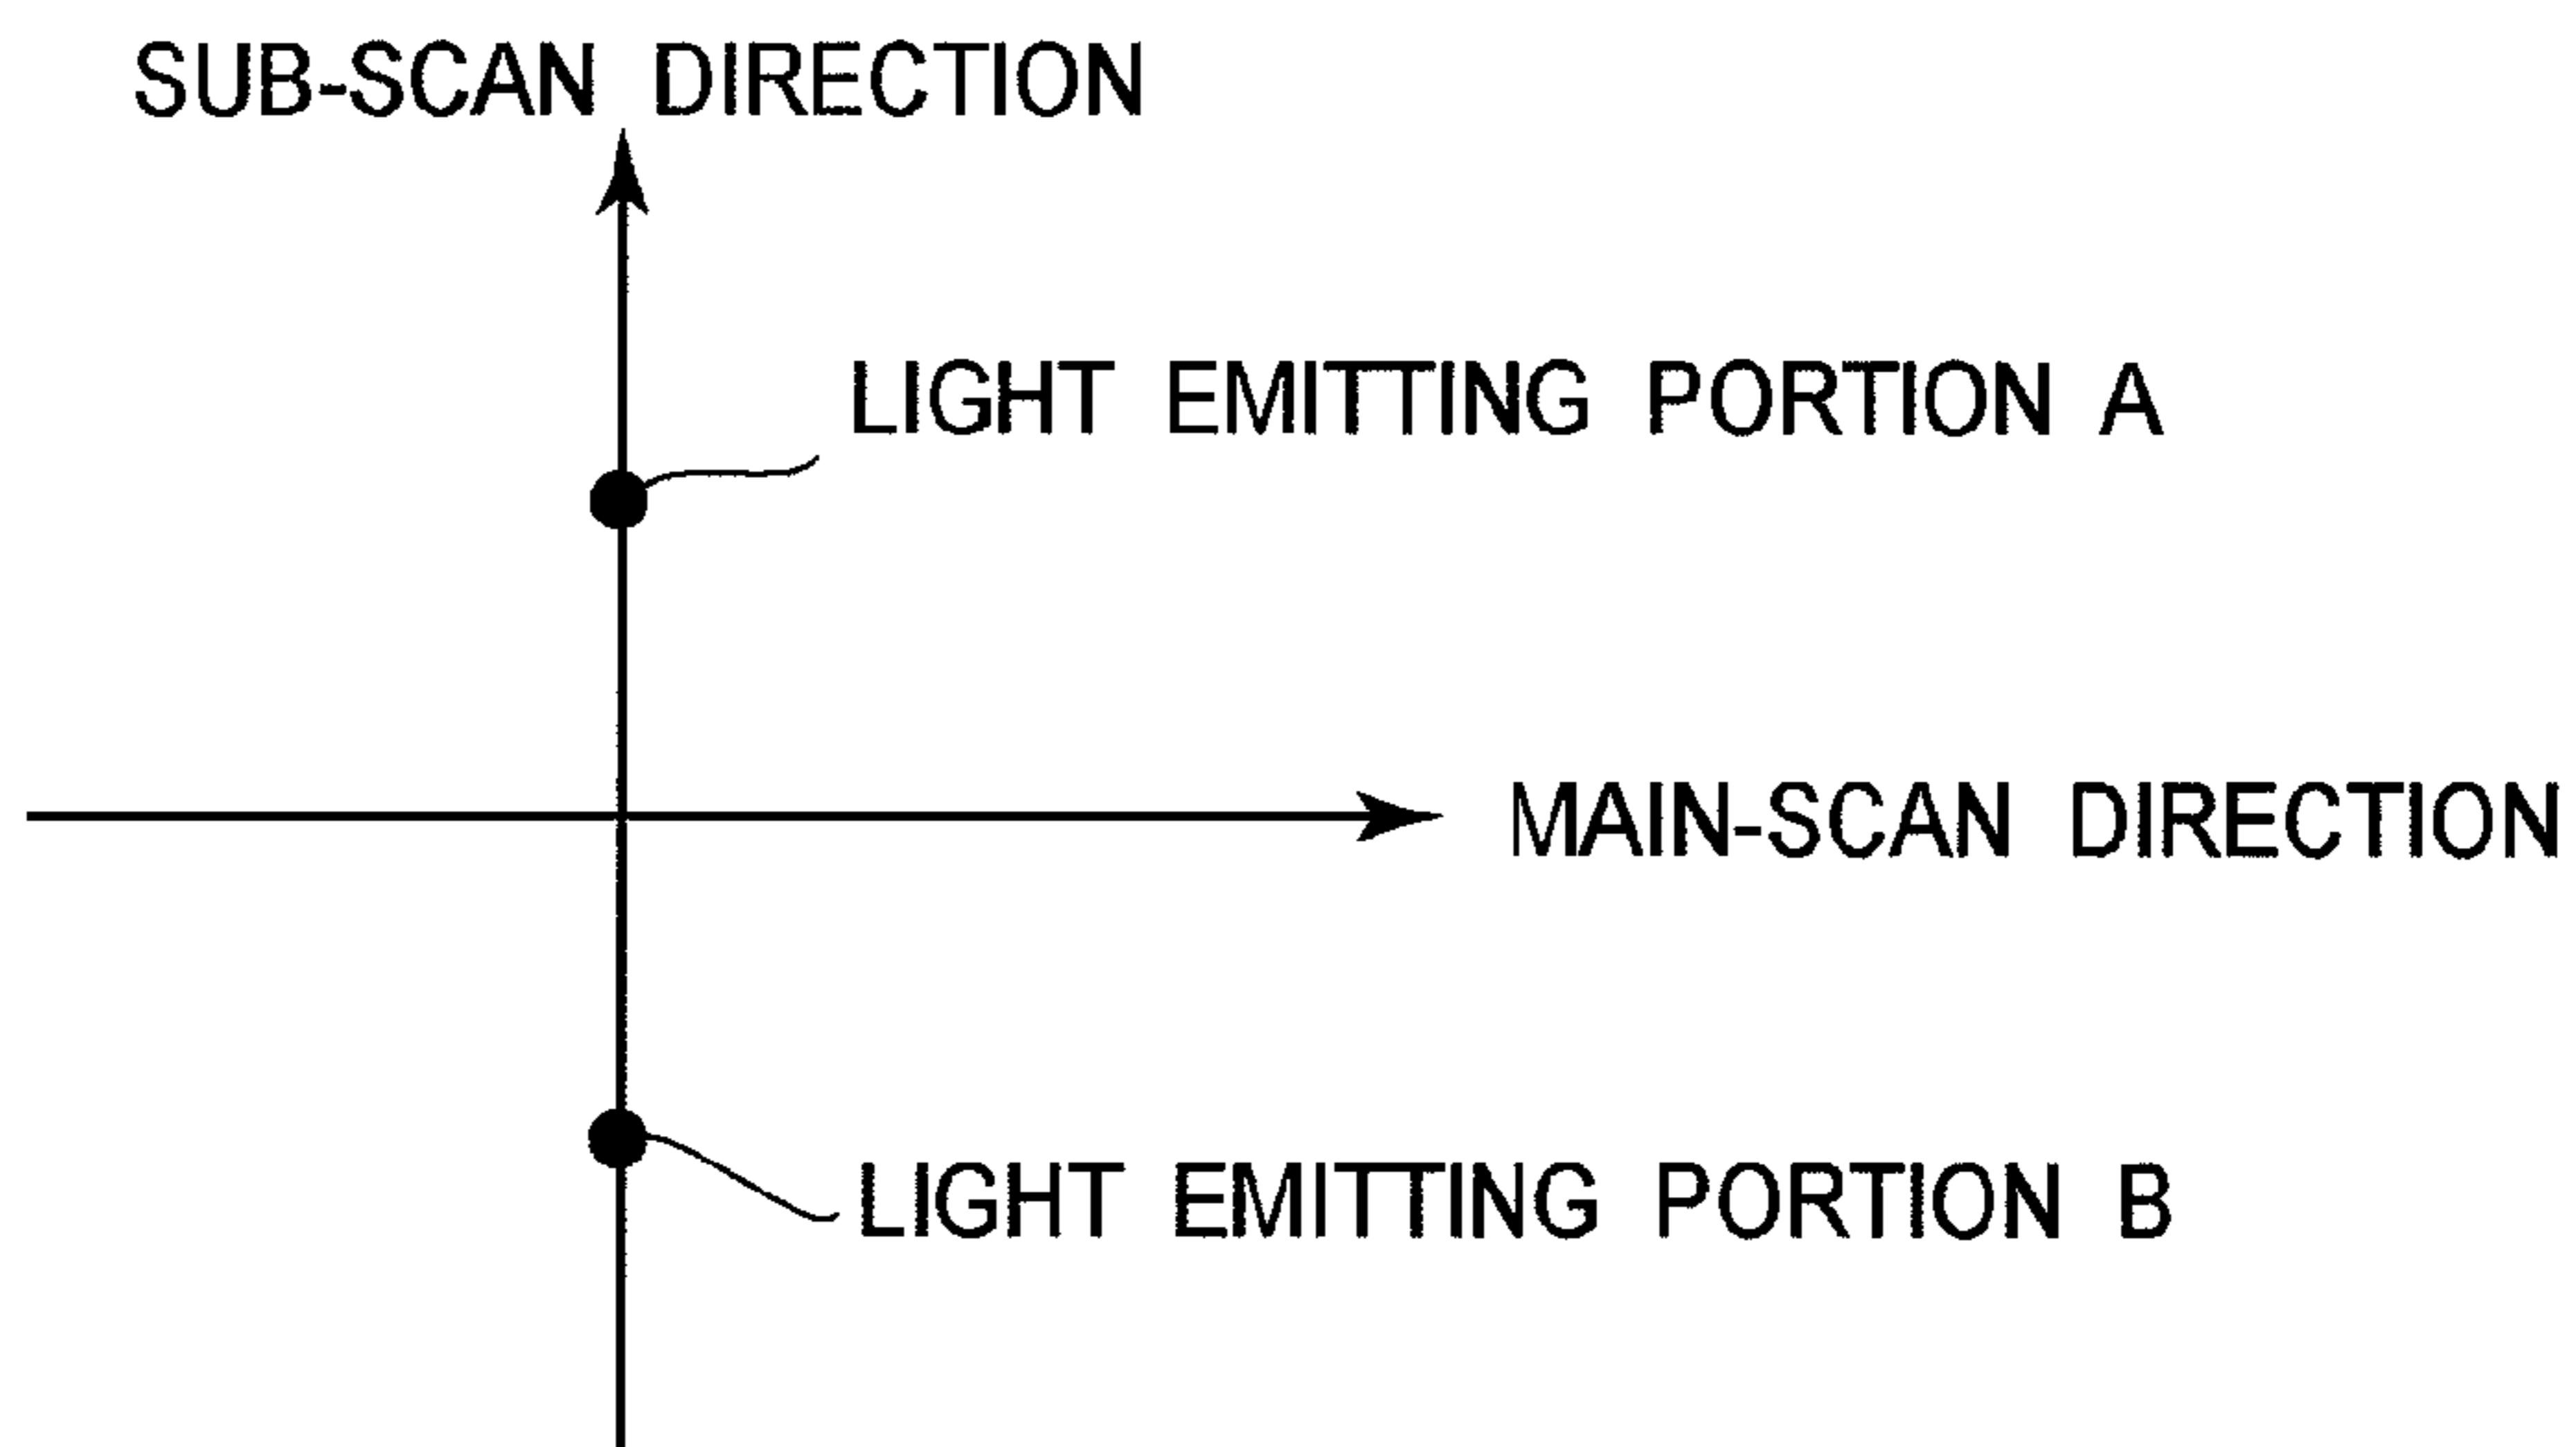 SUB-SCAN DIRECTION
LIGHT EMITTING PORTION A
MAIN-SCAN DIRECTION
LIGHT EMITTING PORTION B